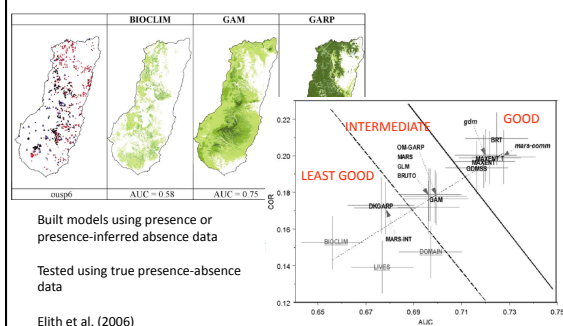 BIOCLIM GAM GARP
ousp6 AUC = 0.58 AUC = 0.75
Built models using presence or
presence-inferred absence data
Tested using true presence-absence
data
Elith et al. (2006)
LEAST GOOD
INTERMEDIATE
GOOD
COR
0.22
0.20
0.18
0.16
0.14
0.12
OM-GARP
MARS
GLM
BRUTO
gdm
BRT
mars-comm
MAXENT T
MAXENT
GDMSS
GAM
DKGARP
MARS-INT
BIOCLIM
LIVES
DOMAIN
0.65 0.67 0.69 0.71 0.73 0.75
AUC